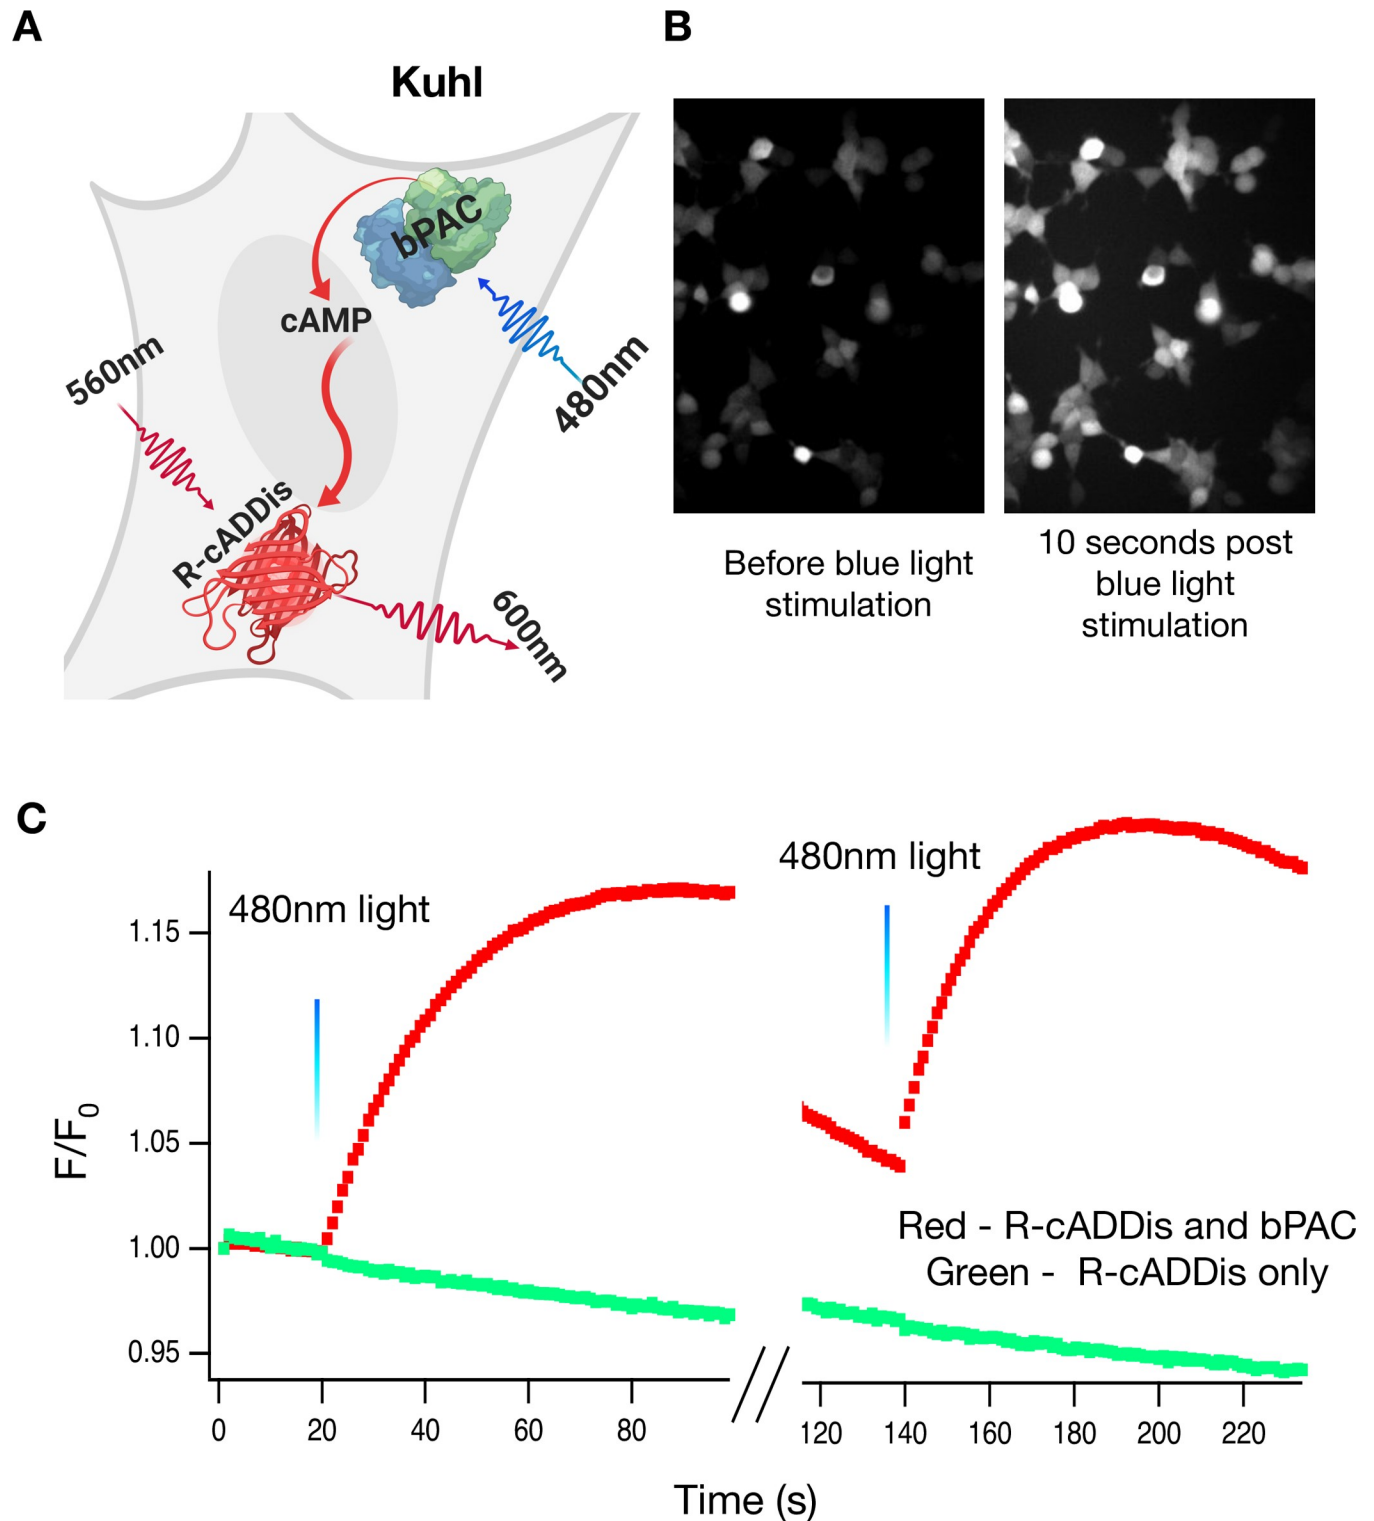 A
Kuhl
bPAC
cAMP
560nm
480nm
R-cADDis
600nm
B
Before blue light
stimulation
10 seconds post
blue light
stimulation
C
480nm light
480nm light
1.15
1.10
1.05
1.00
0.95
F/F0
Red - R-cADDis and bPAC
Green - R-cADDis only
0 20 40 60 80 120 140 160 180 200 220
Time (s)